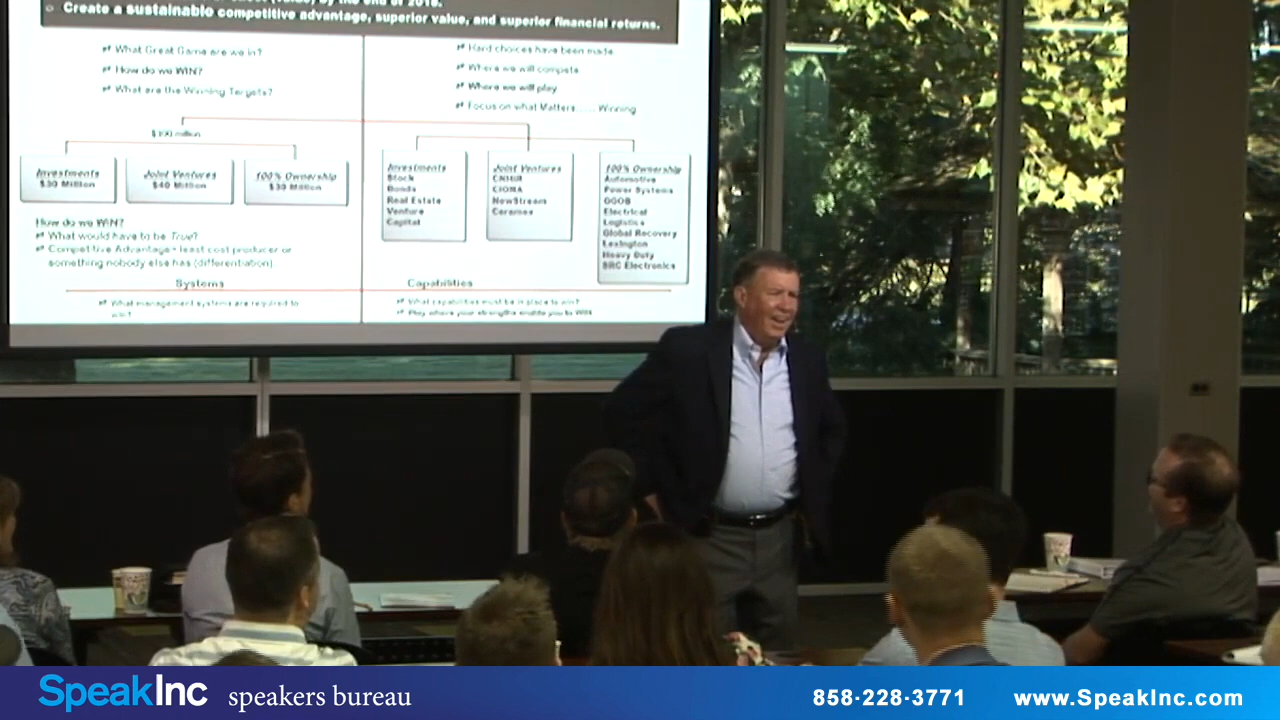 Create a sustainable competitive advantage, superior value, and superior financial returns.
What Great Game are we in?
How do we WIN?
What are the Winning Targets?
Hard choices have been made
Where we will compete
Where we will play
Focus on what Matters...... Winning
Investments
$30 Million
Joint Ventures
$40 Million
100% Ownership
$30 Million
Investments
Stock
Bonds
Real Estate
Venture
Capital
Joint Ventures
CNHR
CIONA
NewStream
100% Ownership
Automotive
Power Systems
Electrical
Logistics
Global Recovery
Lexington
Heavy Duty
SRC Electronics
How do we WIN?
What would have to be True?
Competitive Advantage - least cost producer or
something nobody else has (differentiation)
Systems
Capabilities
What management systems are required to
win?
What capabilities must be in place to win?
Play where your strengths enable you to WIN
SpeakInc speakers bureau
858-228-3771
www.SpeakInc.com